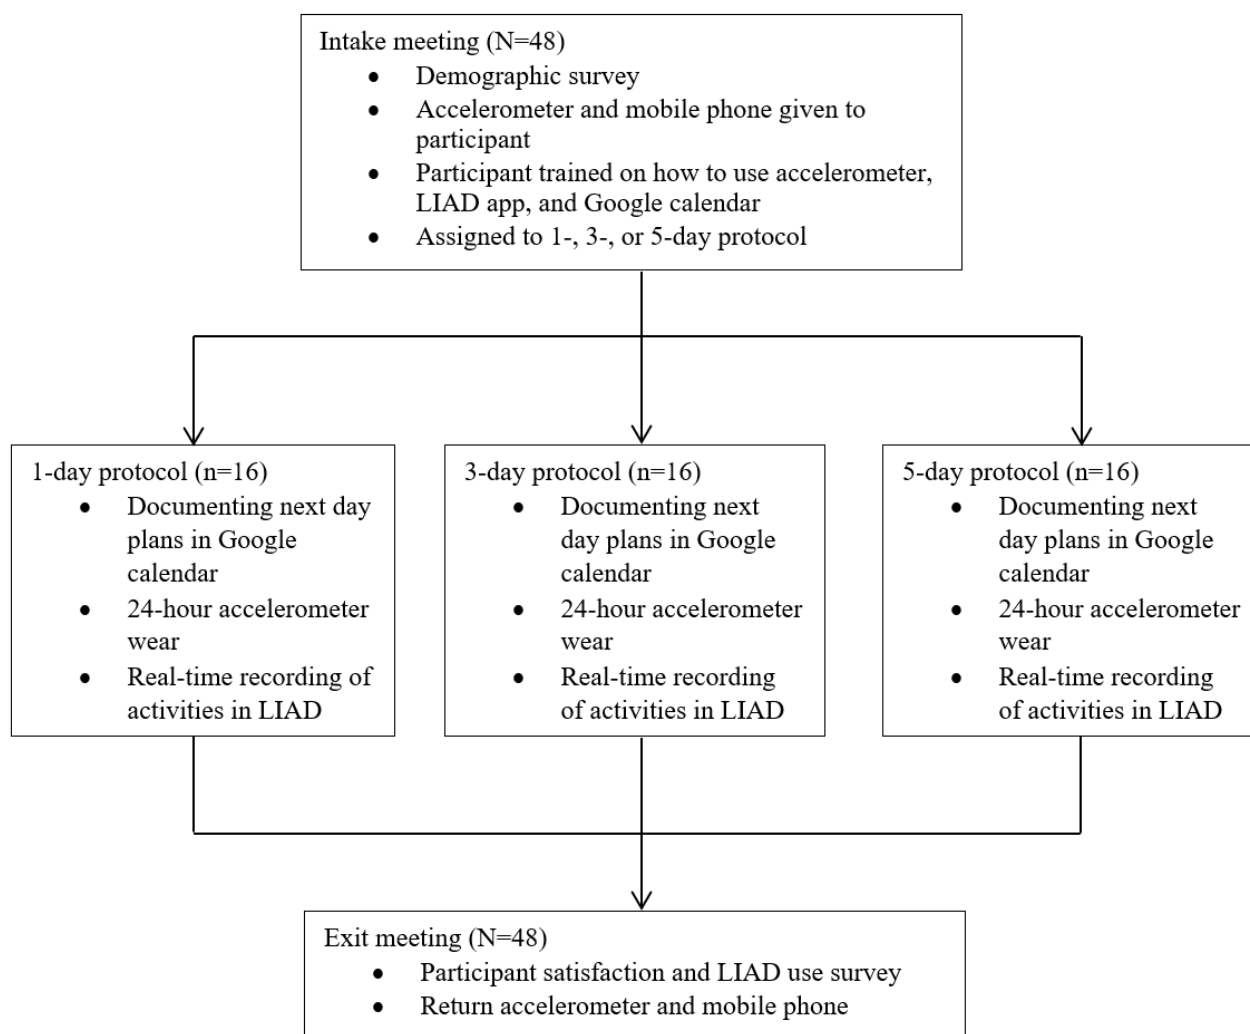 Intake meeting (N=48)
• Demographic survey
• Accelerometer and mobile phone given to
participant
• Participant trained on how to use accelerometer,
LIAD app, and Google calendar
• Assigned to 1-, 3-, or 5-day protocol
1-day protocol (n=16)
• Documenting next day
plans in Google
calendar
• 24-hour accelerometer
wear
• Real-time recording of
activities in LIAD
3-day protocol (n=16)
• Documenting next
day plans in Google
calendar
• 24-hour accelerometer
wear
• Real-time recording
of activities in LIAD
5-day protocol (n=16)
• Documenting next
day plans in Google
calendar
• 24-hour accelerometer
wear
• Real-time recording
of activities in LIAD
Exit meeting (N=48)
• Participant satisfaction and LIAD use survey
• Return accelerometer and mobile phone